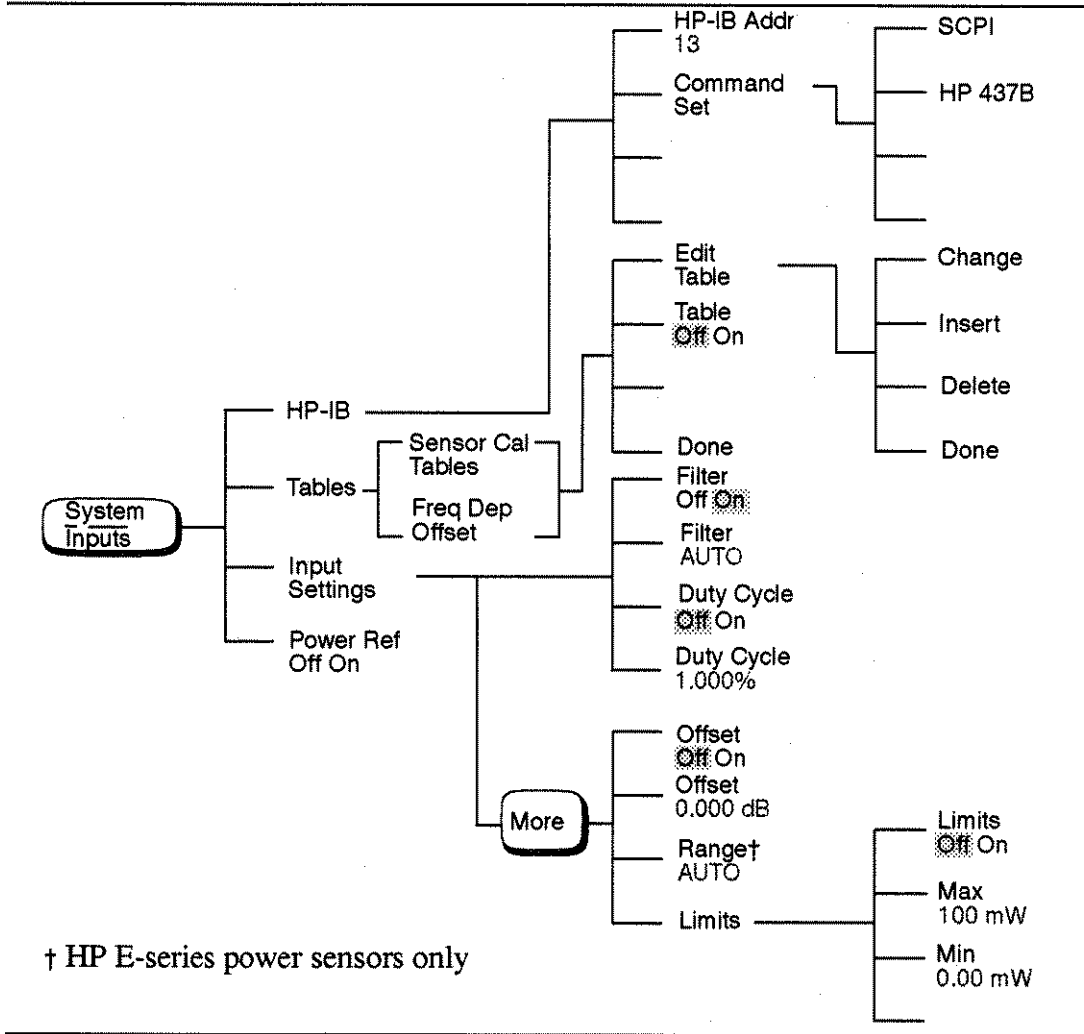 HP-IB Addr
13
Command
Set
SCPI
HP 437B
Edit
Table
Table
Off On
Done
Change
Insert
Delete
Done
System
Inputs
HP-IB
Tables
Sensor Cal
Tables
Freq Dep
Offset
Input
Settings
Power Ref
Off On
Filter
Off On
Filter
AUTO
Duty Cycle
Off On
Duty Cycle
1.000%
More
Offset
Off On
Offset
0.000 dB
Range†
AUTO
Limits
Limits
Off On
Max
100 mW
Min
0.00 mW
† HP E-series power sensors only